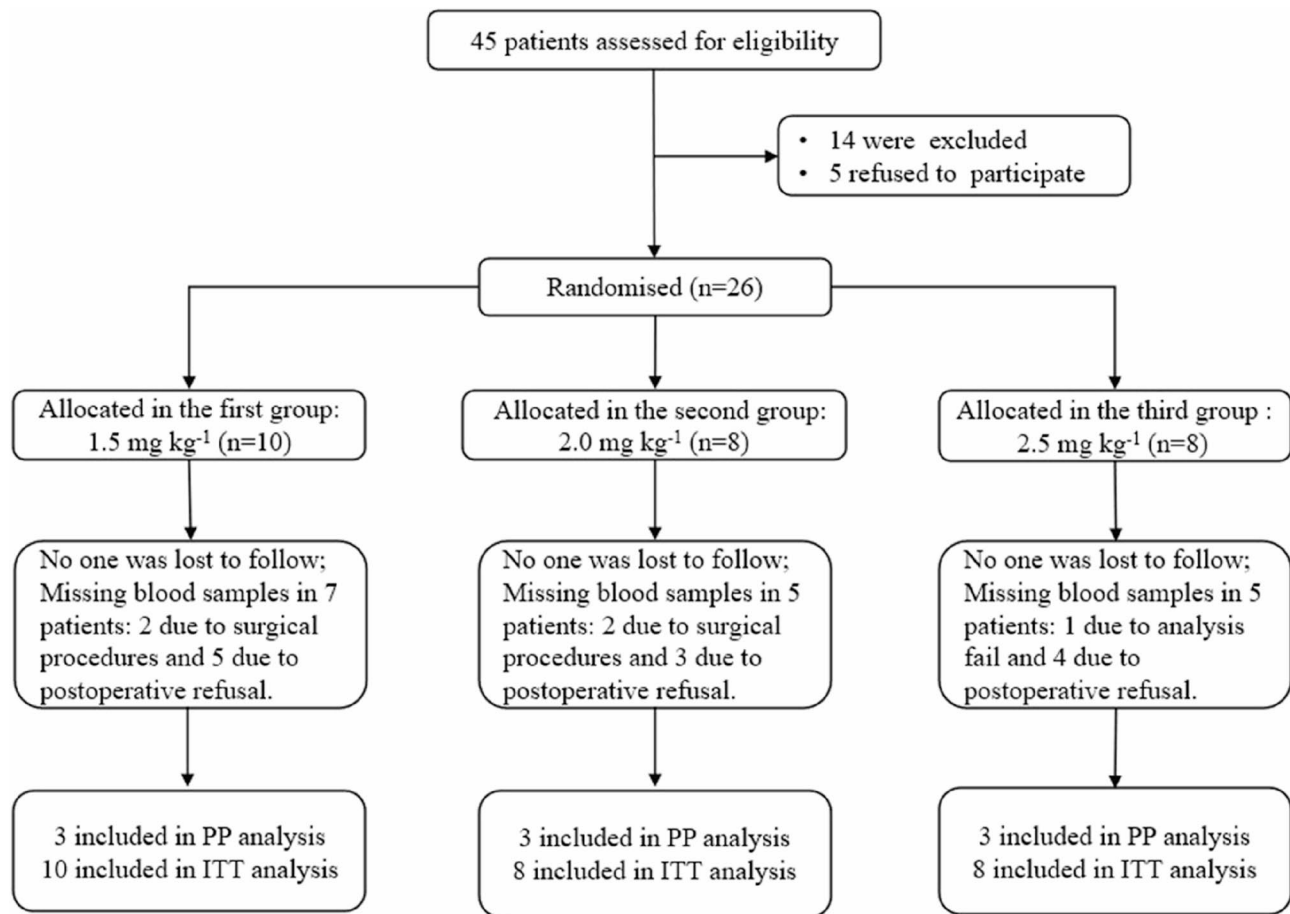 45 patients assessed for eligibility
• 14 were excluded
• 5 refused to participate
Randomised (n=26)
Allocated in the first group:
1.5 mg kg⁻¹ (n=10)
Allocated in the second group:
2.0 mg kg⁻¹ (n=8)
Allocated in the third group :
2.5 mg kg⁻¹ (n=8)
No one was lost to follow;
Missing blood samples in 7
patients: 2 due to surgical
procedures and 5 due to
postoperative refusal.
No one was lost to follow;
Missing blood samples in 5
patients: 2 due to surgical
procedures and 3 due to
postoperative refusal.
No one was lost to follow;
Missing blood samples in 5
patients: 1 due to analysis
fail and 4 due to
postoperative refusal.
3 included in PP analysis
10 included in ITT analysis
3 included in PP analysis
8 included in ITT analysis
3 included in PP analysis
8 included in ITT analysis